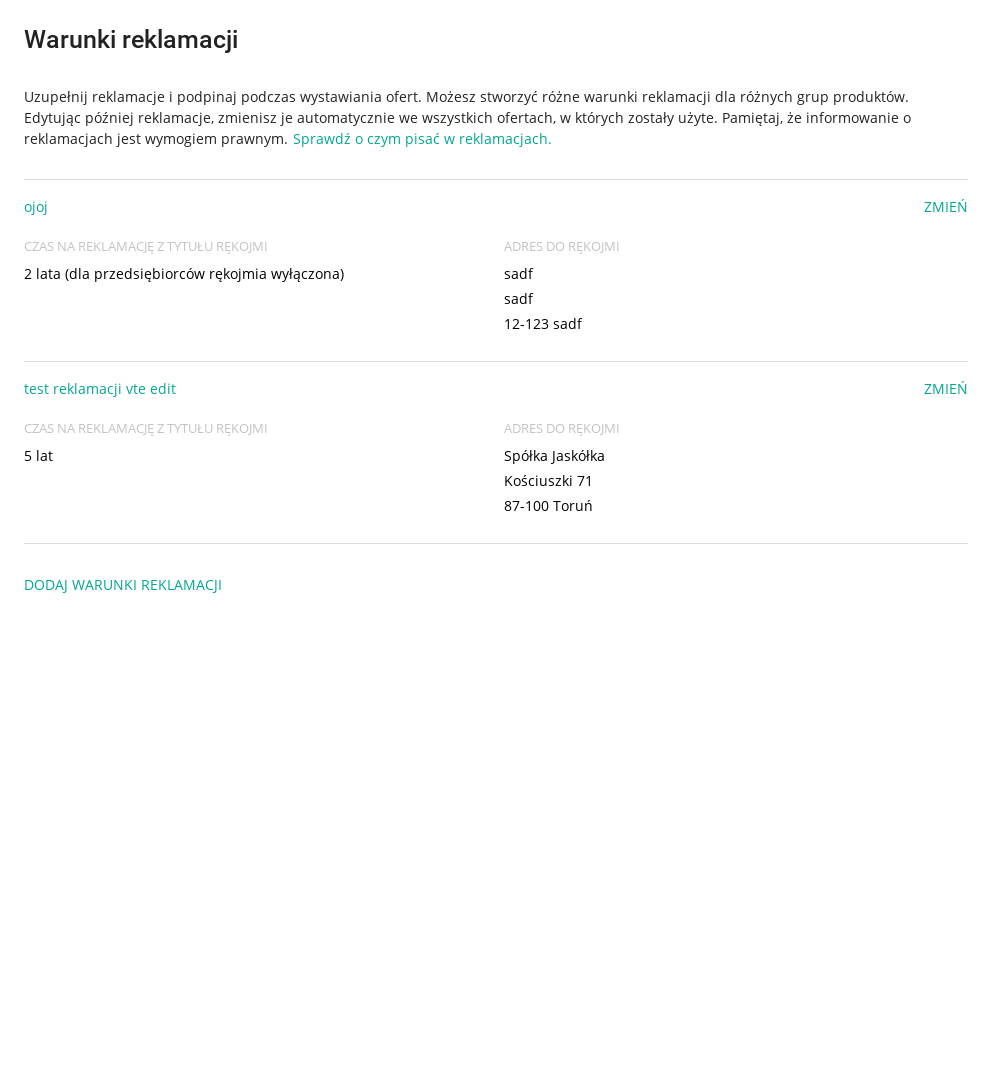 Warunki reklamacji
Uzupełnij reklamacje i podpinaj podczas wystawiania ofert. Możesz stworzyć różne warunki reklamacji dla różnych grup produktów.
Edytując później reklamacje, zmienisz je automatycznie we wszystkich ofertach, w których zostały użyte. Pamiętaj, że informowanie o
reklamacjach jest wymogiem prawnym. Sprawdź o czym pisać w reklamacjach.
ojoj ZMIEŃ
CZAS NA REKLAMACJĘ Z TYTUŁU RĘKOJMI ADRES DO RĘKOJMI
2 lata (dla przedsiębiorców rękojmia wyłączona) sadf
sadf
12-123 sadf
test reklamacji vte edit ZMIEŃ
CZAS NA REKLAMACJĘ Z TYTUŁU RĘKOJMI ADRES DO RĘKOJMI
5 lat Spółka Jaskółka
Kościuszki 71
87-100 Toruń
DODAJ WARUNKI REKLAMACJI